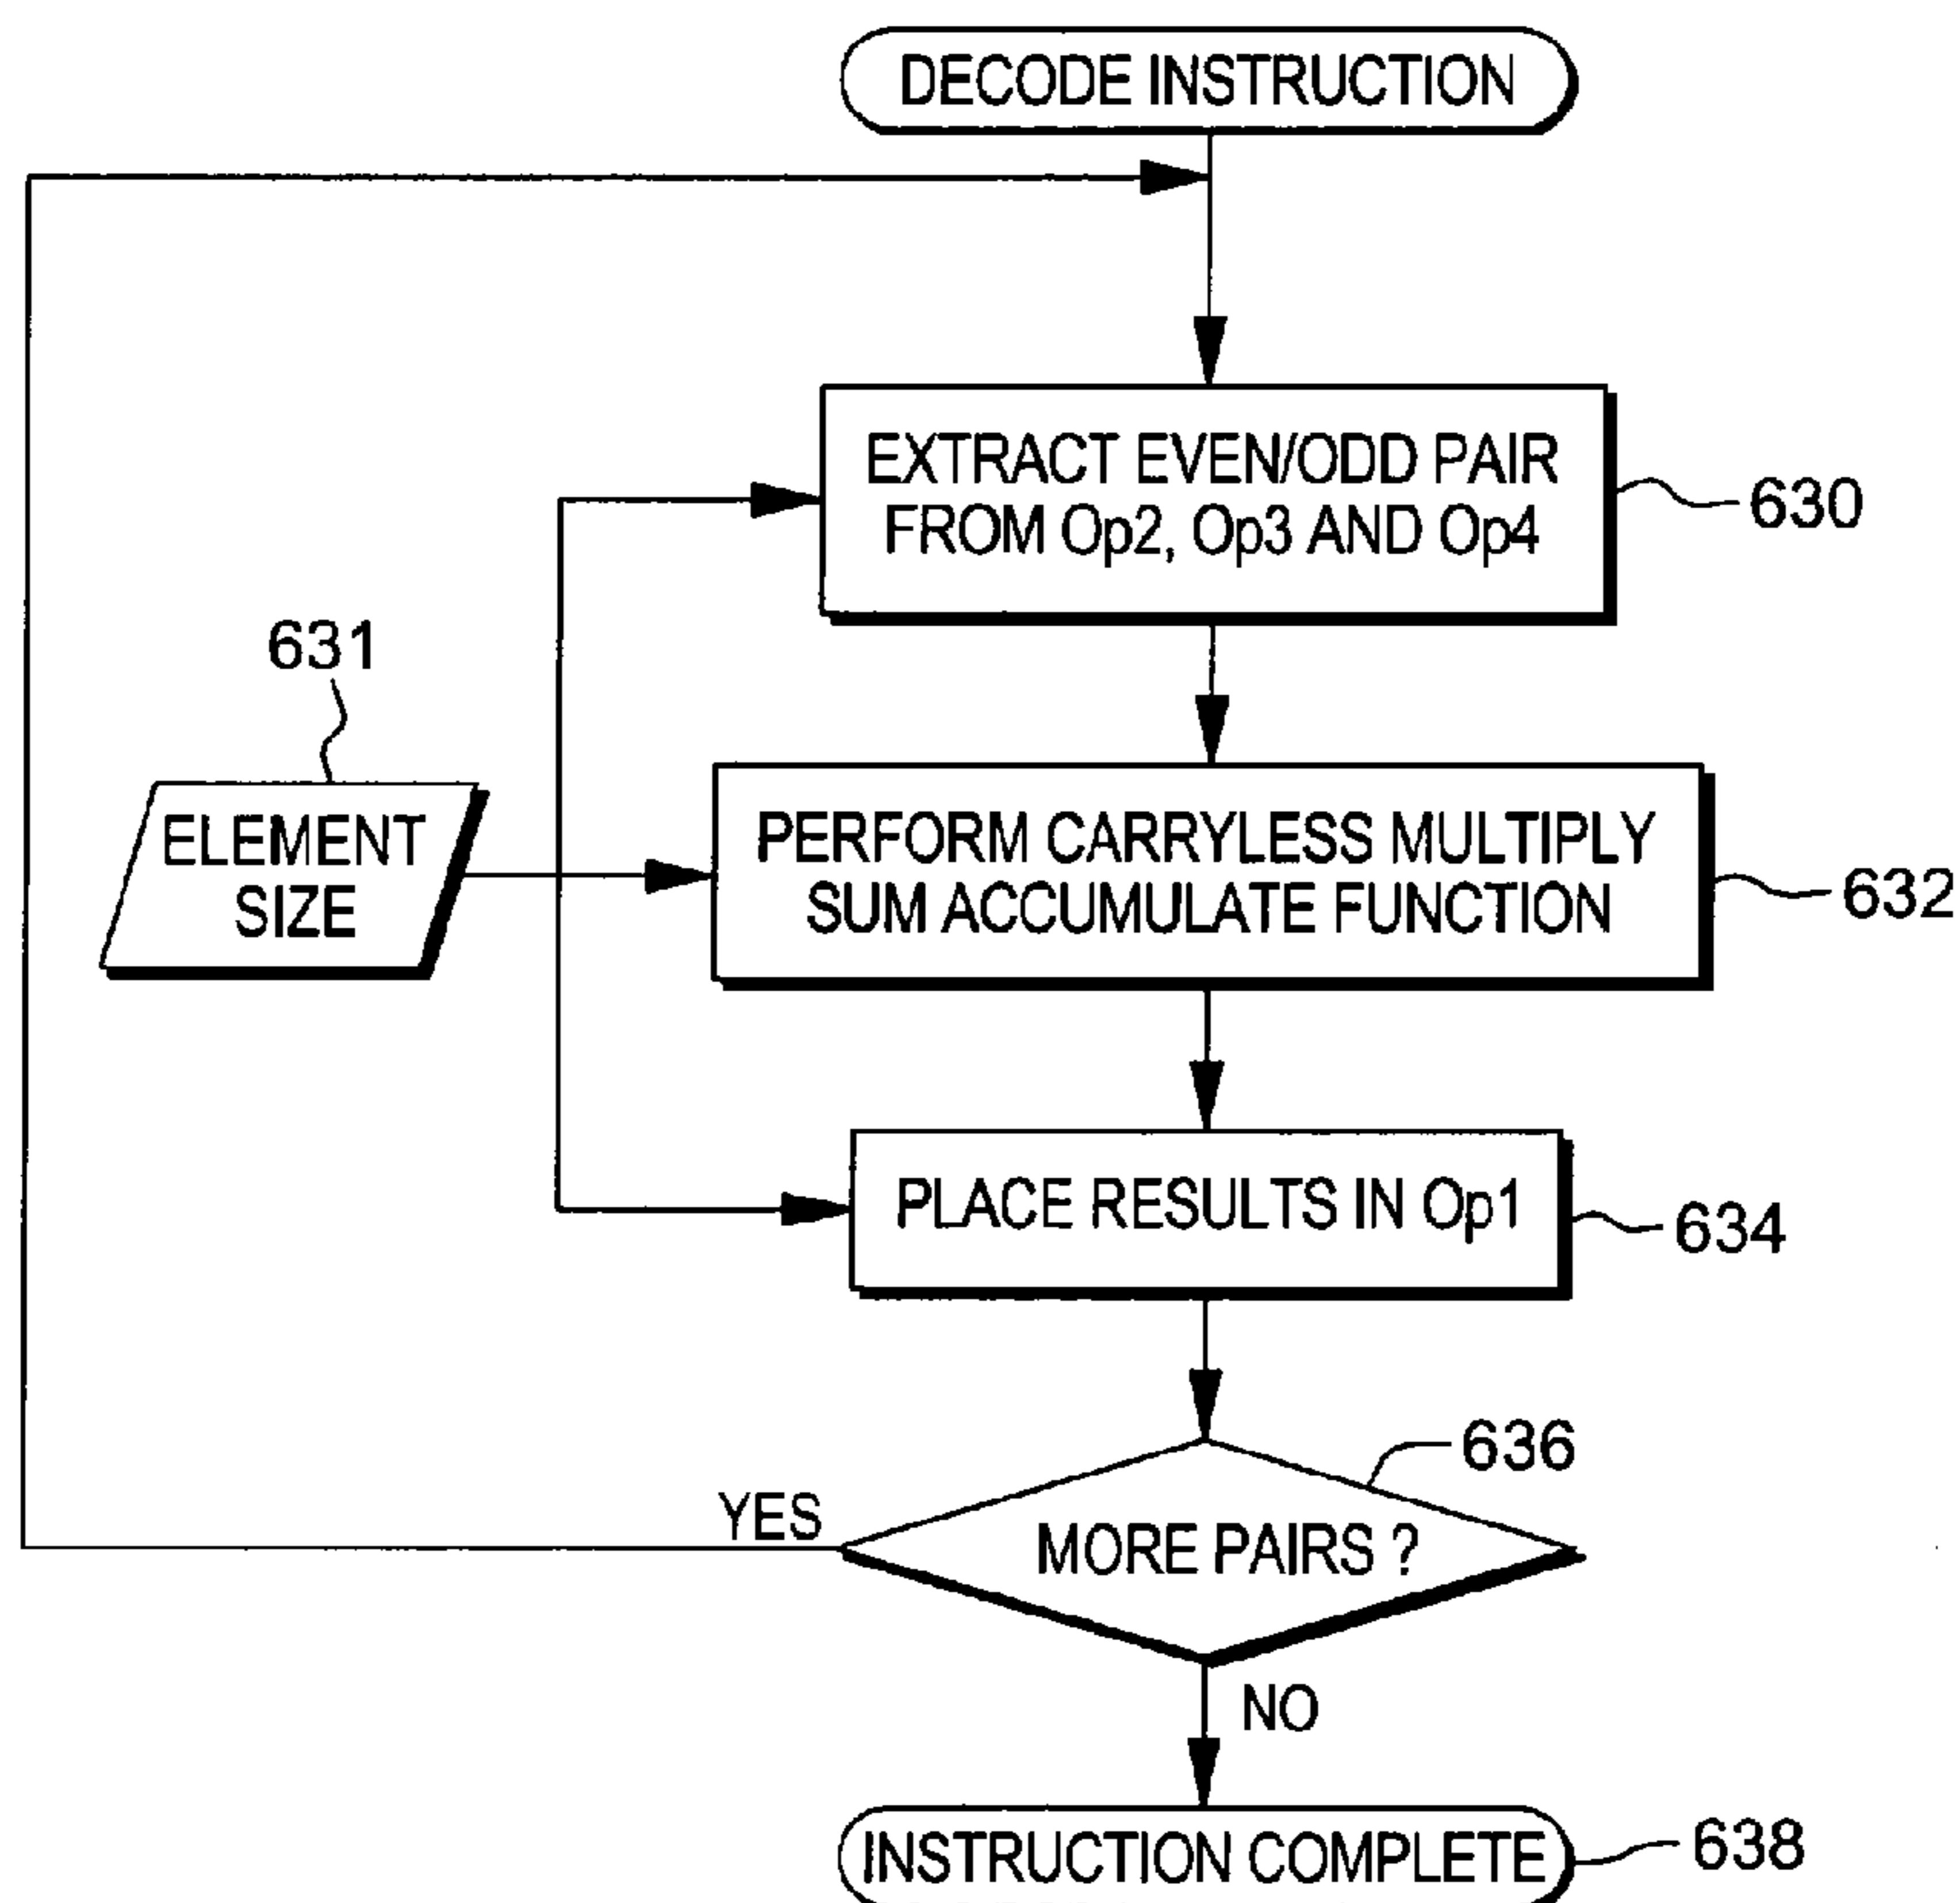 DECODE INSTRUCTION
EXTRACT EVEN/ODD PAIR
FROM Op2, Op3 AND Op4
630
631
ELEMENT
SIZE
PERFORM CARRYLESS MULTIPLY
SUM ACCUMULATE FUNCTION
632
PLACE RESULTS IN Op1
634
636
YES
MORE PAIRS ?
NO
INSTRUCTION COMPLETE
638